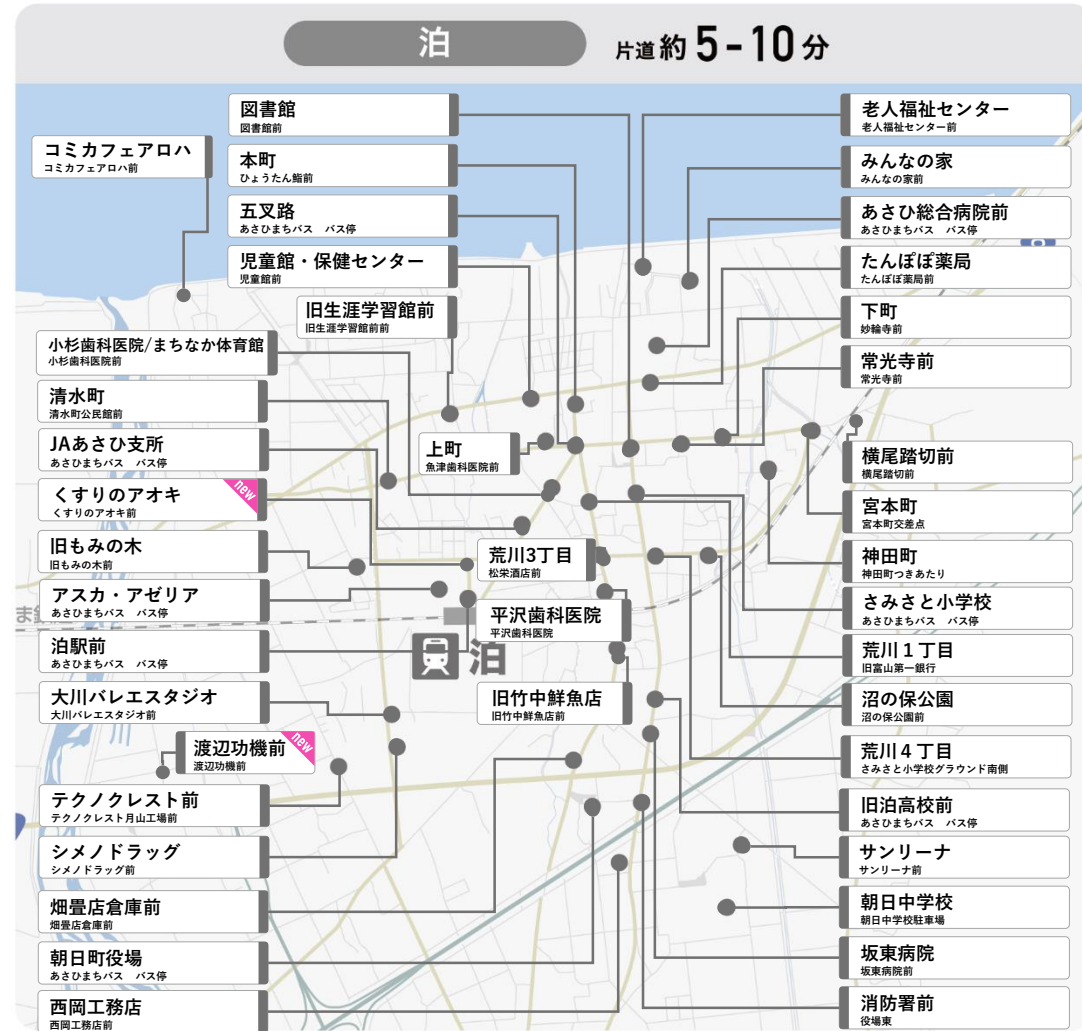 泊
片道約5-10分
コミカフェアロハ
コミカフェアロハ前
図書館
図書館前
本町
ひょうたん鮨前
五叉路
あさひまちバス　バス停
児童館・保健センター
児童館前
旧生涯学習館前
旧生涯学習館前前
小杉歯科医院/まちなか体育館
小杉歯科医院前
清水町
清水町公民館前
JAあさひ支所
あさひまちバス　バス停
くすりのアオキ
くすりのアオキ前
new
旧もみの木
旧もみの木前
アスカ・アゼリア
あさひまちバス　バス停
泊駅前
あさひまちバス　バス停
大川バレエスタジオ
大川バレエスタジオ前
渡辺功機前
渡辺功機前
new
テクノクレスト前
テクノクレスト月山工場前
シメノドラッグ
シメノドラッグ前
畑畳店倉庫前
畑畳店倉庫前
朝日町役場
あさひまちバス　バス停
西岡工務店
西岡工務店前
上町
魚津歯科医院前
荒川3丁目
松栄酒店前
平沢歯科医院
平沢歯科医院
泊
旧竹中鮮魚店
旧竹中鮮魚店前
老人福祉センター
老人福祉センター前
みんなの家
みんなの家前
あさひ総合病院前
あさひまちバス　バス停
8
たんぽぽ薬局
たんぽぽ薬局前
下町
妙輪寺前
常光寺前
常光寺前
横尾踏切前
横尾踏切前
宮本町
宮本町交差点
神田町
神田町つきあたり
さみさと小学校
あさひまちバス　バス停
荒川１丁目
旧富山第一銀行
沼の保公園
沼の保公園前
荒川４丁目
さみさと小学校グラウンド南側
旧泊高校前
あさひまちバス　バス停
サンリーナ
サンリーナ前
朝日中学校
朝日中学校駐車場
坂東病院
坂東病院前
消防署前
役場東